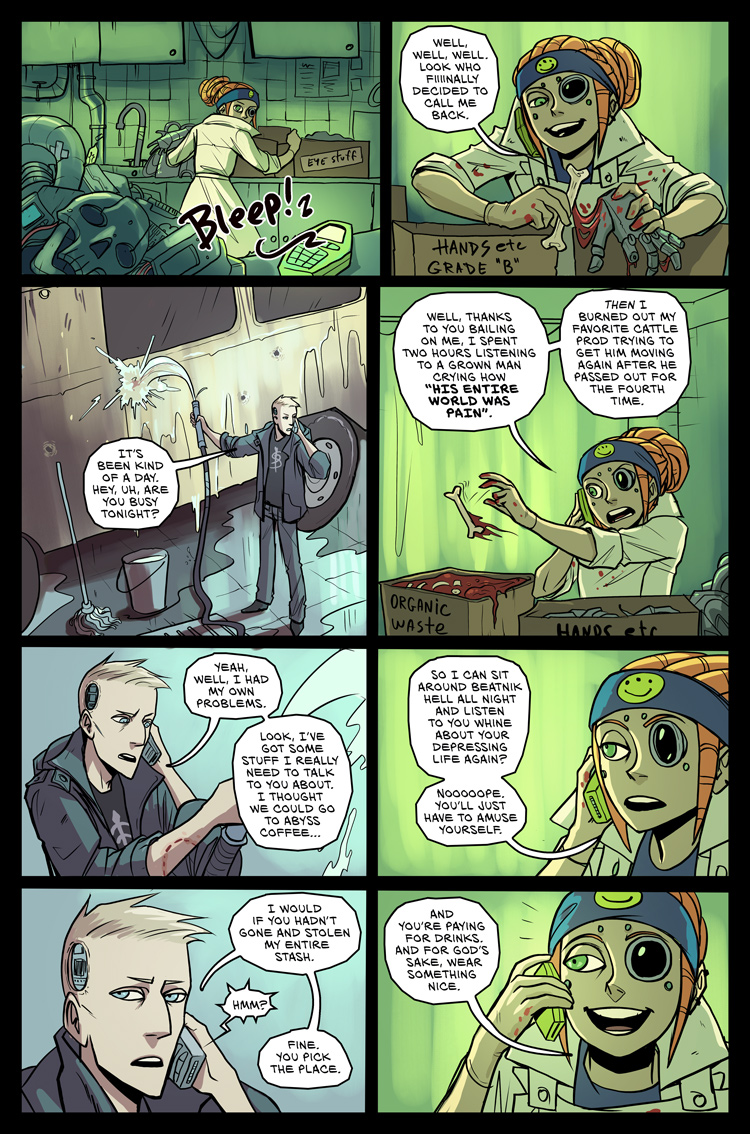 EYE stuff
Bleep!
WELL,
WELL, WELL.
LOOK WHO
FIIIINALLY
DECIDED TO
CALL ME
BACK.
HANDS etc
GRADE "B"
IT'S
BEEN KIND
OF A DAY.
HEY, UH, ARE
YOU BUSY
TONIGHT?
WELL, THANKS
TO YOU BAILING
ON ME, I SPENT
TWO HOURS LISTENING
TO A GROWN MAN
CRYING HOW
"HIS ENTIRE
WORLD WAS
PAIN".
THEN I
BURNED OUT MY
FAVORITE CATTLE
PROD TRYING TO
GET HIM MOVING
AGAIN AFTER HE
PASSED OUT FOR
THE FOURTH
TIME.
ORGANIC
WASTE
HANDS etc
YEAH,
WELL, I HAD
MY OWN
PROBLEMS.
LOOK, I'VE
GOT SOME
STUFF I REALLY
NEED TO TALK
TO YOU ABOUT.
I THOUGHT
WE COULD GO
TO ABYSS
COFFEE...
SO I CAN SIT
AROUND BEATNIK
HELL ALL NIGHT
AND LISTEN
TO YOU WHINE
ABOUT YOUR
DEPRESSING
LIFE AGAIN?
NOOOOOPE.
YOU'LL JUST
HAVE TO AMUSE
YOURSELF.
I WOULD
IF YOU HADN'T
GONE AND STOLEN
MY ENTIRE
STASH.
HMM?
FINE.
YOU PICK
THE PLACE.
AND
YOU'RE PAYING
FOR DRINKS.
AND FOR GOD'S
SAKE, WEAR
SOMETHING
NICE.